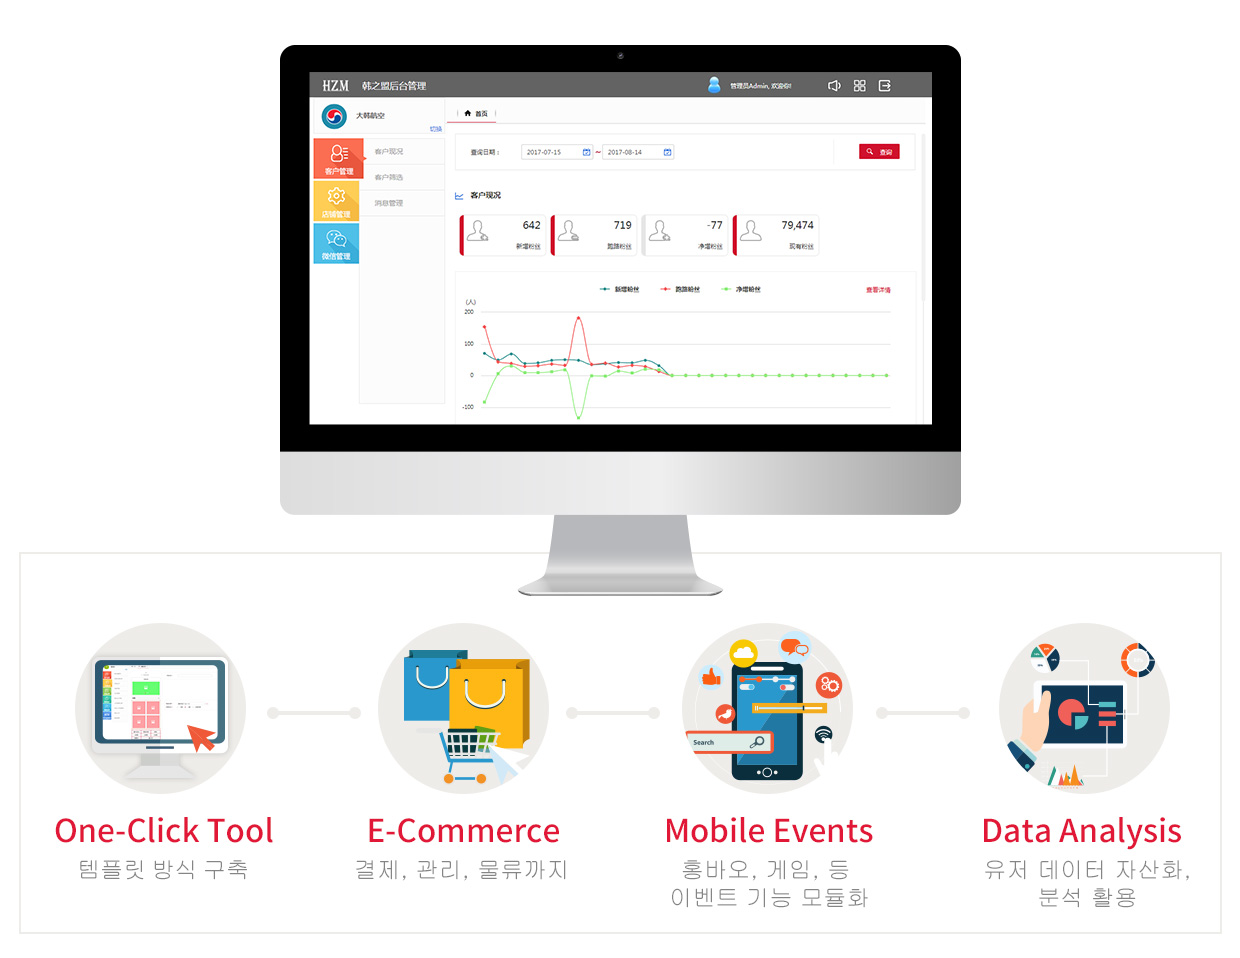 HZM 韩之盟后台管理
管理员Admin, 欢迎你!
大韩航空
切换
首页
客户管理
客户现况
客户筛选
消息管理
店铺管理
微信管理
查询日期：
2017-07-15 ~ 2017-08-14
查询
客户现况
642
新增粉丝
719
跑路粉丝
-77
净增粉丝
79,474
现有粉丝
新增粉丝 跑路粉丝 净增粉丝
查看详情
(人)
200
100
0
-100
Search
One-Click Tool
템플릿 방식 구축
E-Commerce
결제, 관리, 물류까지
Mobile Events
홍바오, 게임, 등
이벤트 기능 모듈화
Data Analysis
유저 데이터 자산화,
분석 활용